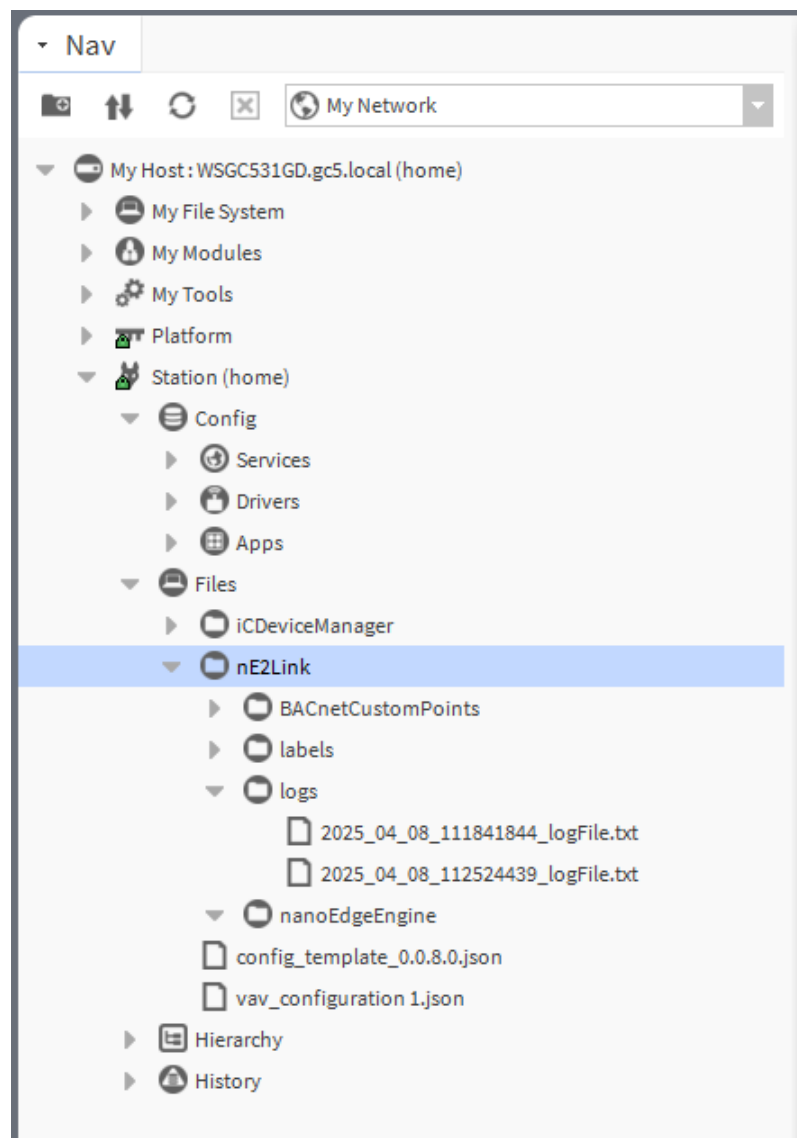 Nav
My Network
My Host : WSGC531GD.gc5.local (home)
My File System
My Modules
My Tools
Platform
Station (home)
Config
Services
Drivers
Apps
Files
iCDeviceManager
nE2Link
BACnetCustomPoints
labels
logs
2025_04_08_111841844_logFile.txt
2025_04_08_112524439_logFile.txt
nanoEdgeEngine
config_template_0.0.8.0.json
vav_configuration 1.json
Hierarchy
History